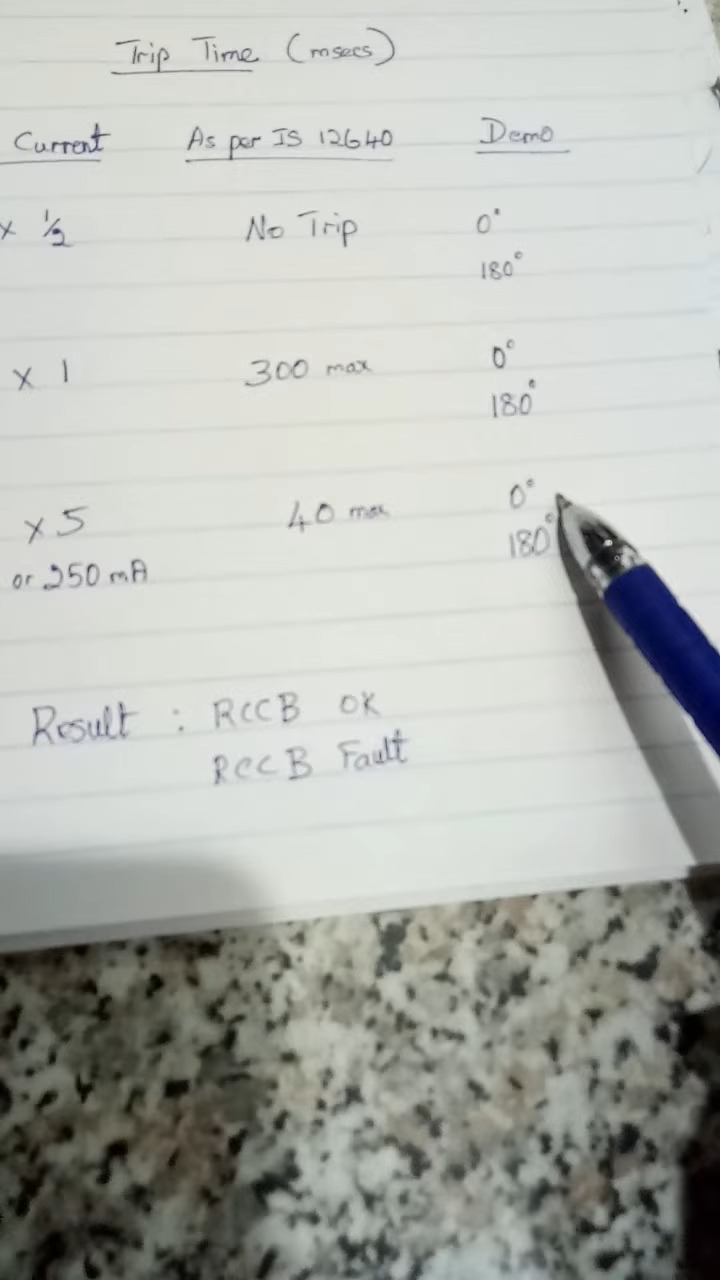 Trip Time (msecs)
Current As per IS 12640 Demo
x 1/2 No Trip 0°
180°
x 1 300 max 0°
180°
x 5 40 max 0°
or 250 mA 180°
Result : RCCB OK
RCCB Fault